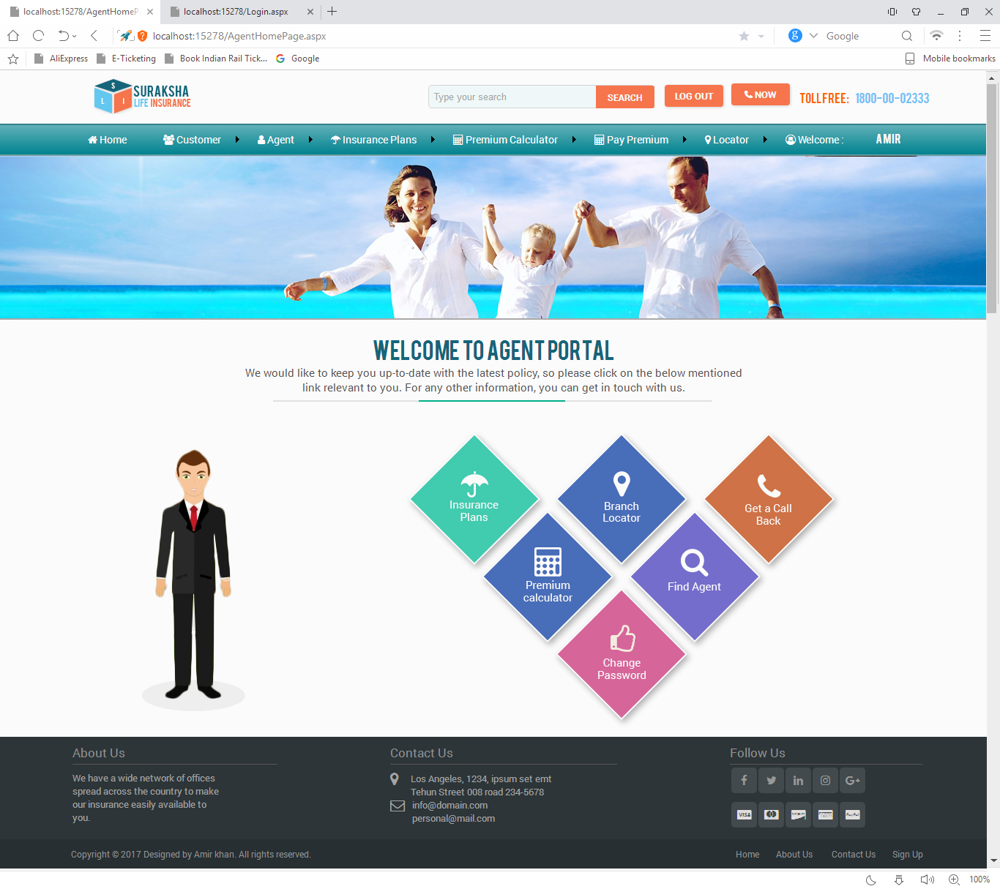 localhost:15278/AgentHomeP
localhost:15278/Login.aspx
localhost:15278/AgentHomePage.aspx
g
Google
AliExpress
E-Ticketing
Book Indian Rail Tick...
G
Google
Mobile bookmarks
S
L I
SURAKSHA
LIFE INSURANCE
Type your search
SEARCH
LOG OUT
NOW
TOLLFREE: 1800-00-02333
Home
Customer
Agent
Insurance Plans
Premium Calculator
Pay Premium
Locator
Welcome :
AMIR
WELCOME TO AGENT PORTAL
We would like to keep you up-to-date with the latest policy, so please click on the below mentioned
link relevant to you. For any other information, you can get in touch with us.
Insurance
Plans
Branch
Locator
Get a Call
Back
Premium
calculator
Find Agent
Change
Password
About Us
We have a wide network of offices
spread across the country to make
our insurance easily available to
you.
Contact Us
Los Angeles, 1234, ipsum set emt
Tehun Street 008 road 234-5678
info@domain.com
personal@mail.com
Follow Us
f
in
G+
VISA
PayPal
Copyright © 2017 Designed by Amir khan. All rights reserved.
Home
About Us
Contact Us
Sign Up
100%